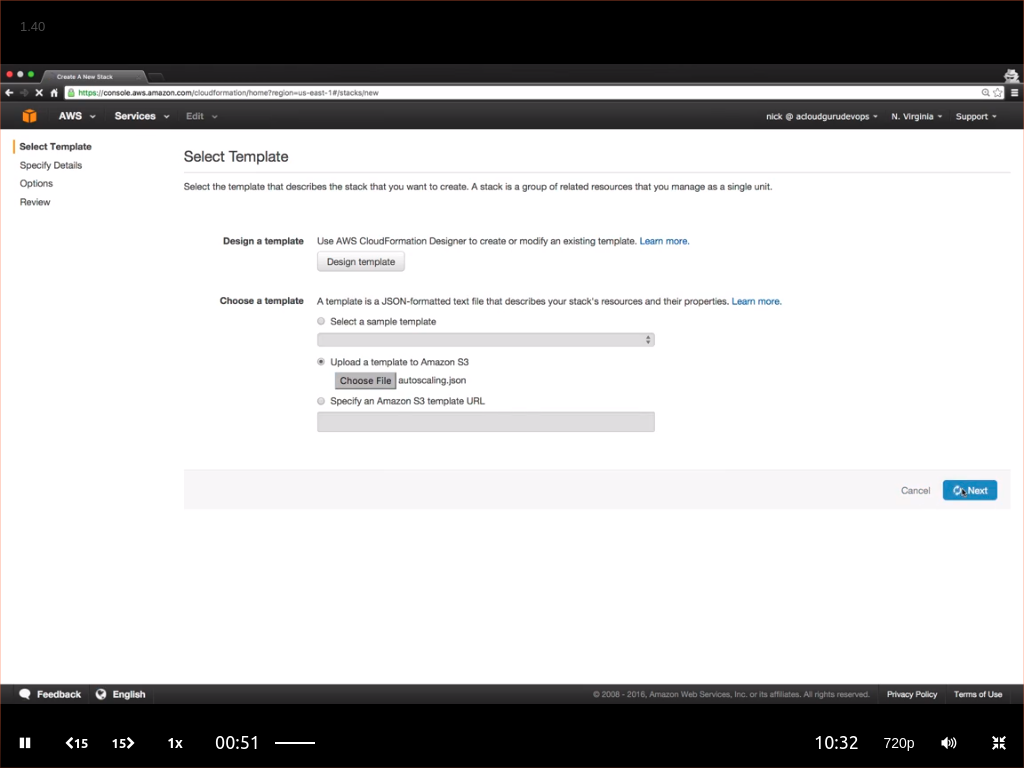 1.40
Create A New Stack
https://console.aws.amazon.com/cloudformation/home?region=us-east-1#/stacks/new
AWS Services Edit nick @ acloudgurudevops N. Virginia Support
Select Template
Specify Details
Options
Review
Select Template
Select the template that describes the stack that you want to create. A stack is a group of related resources that you manage as a single unit.
Design a template Use AWS CloudFormation Designer to create or modify an existing template. Learn more.
Design template
Choose a template A template is a JSON-formatted text file that describes your stack's resources and their properties. Learn more.
Select a sample template
Upload a template to Amazon S3
Choose File autoscaling.json
Specify an Amazon S3 template URL
Cancel Next
Feedback English © 2008 - 2016, Amazon Web Services, Inc. or its affiliates. All rights reserved. Privacy Policy Terms of Use
15 15 1x 00:51 10:32 720p